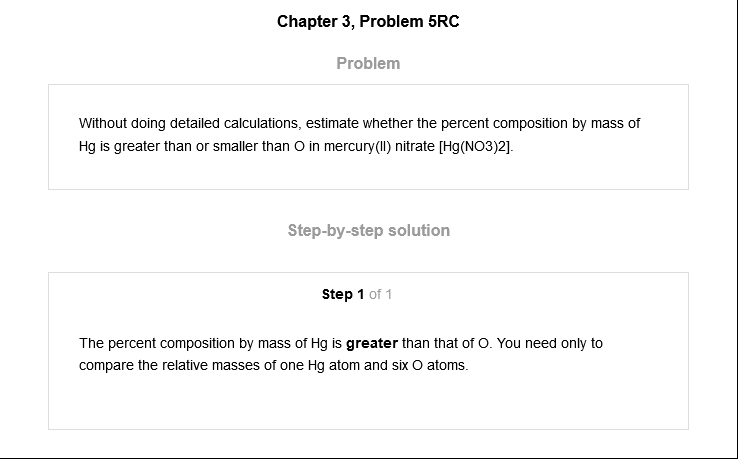 Chapter 3, Problem 5RC
Problem
Without doing detailed calculations, estimate whether the percent composition by mass of
Hg is greater than or smaller than O in mercury(II) nitrate [Hg(NO3)2].
Step-by-step solution
Step 1 of 1
The percent composition by mass of Hg is greater than that of O. You need only to
compare the relative masses of one Hg atom and six O atoms.